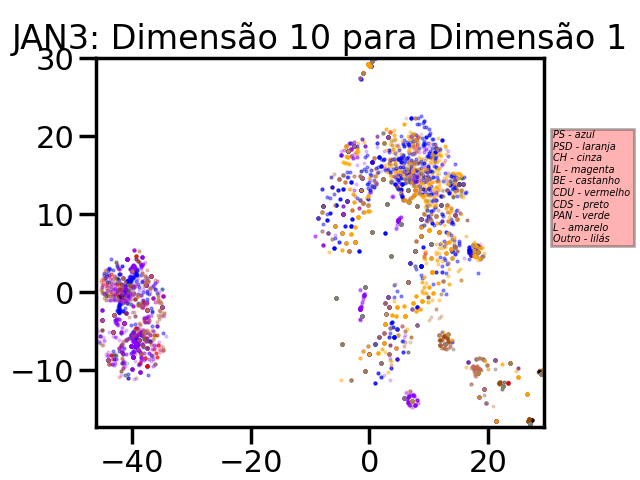 JAN3: Dimensão 10 para Dimensão 1
30
20
10
0
−10
−40
−20
0
20
PS - azul
PSD - laranja
CH - cinza
IL - magenta
BE - castanho
CDU - vermelho
CDS - preto
PAN - verde
L - amarelo
Outro - lilás